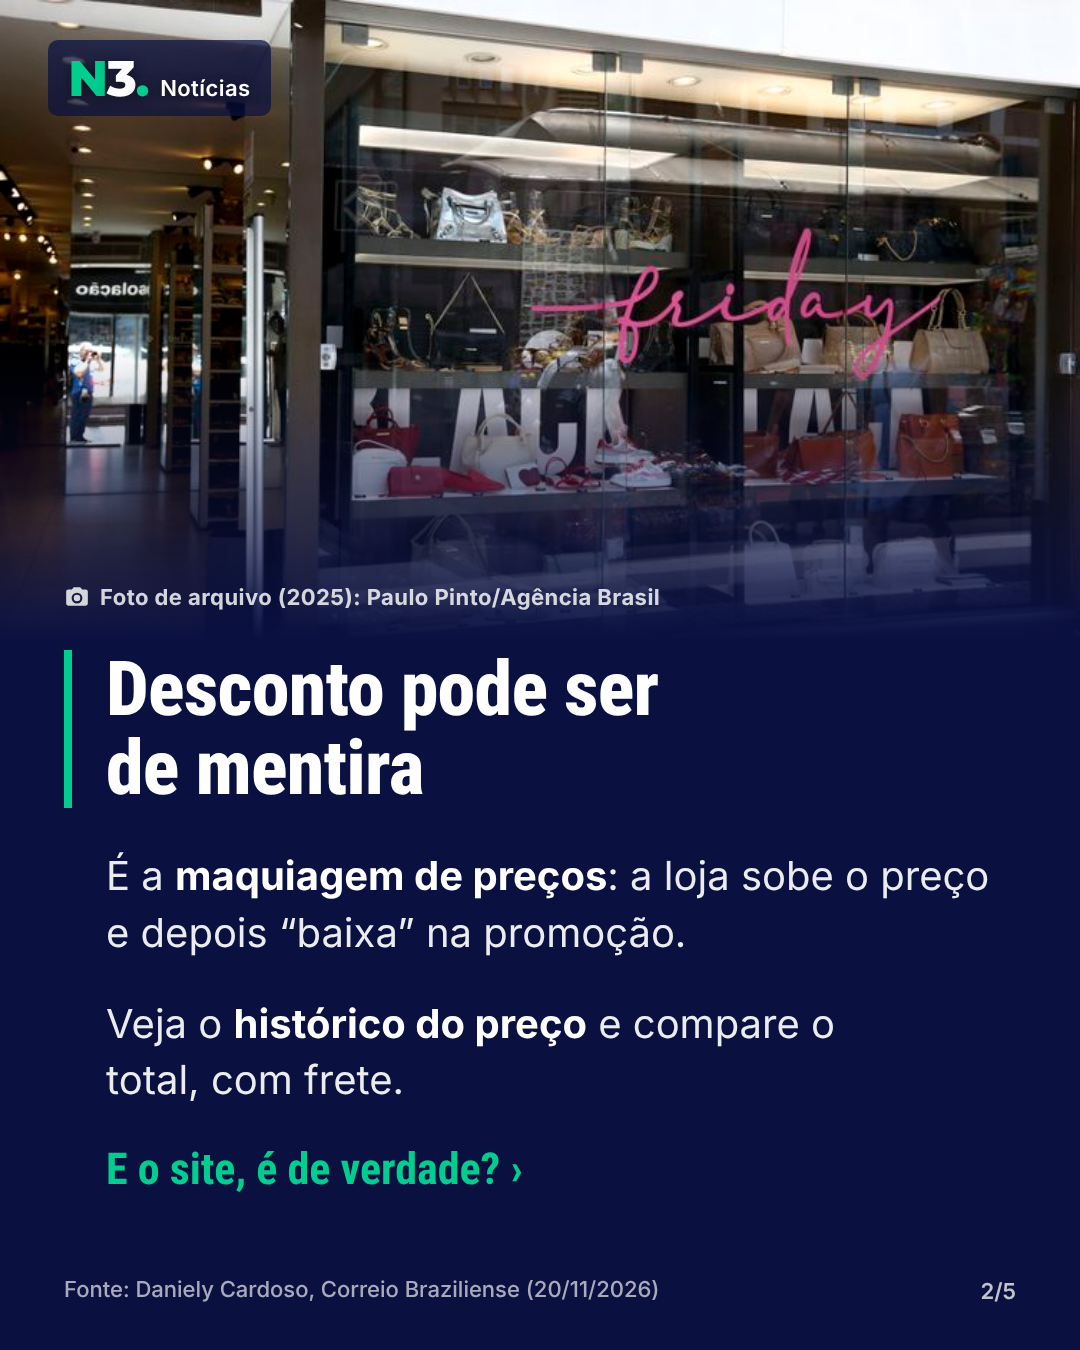 N3. Notícias
friday
Foto de arquivo (2025): Paulo Pinto/Agência Brasil
Desconto pode ser
de mentira
É a maquiagem de preços: a loja sobe o preço
e depois “baixa” na promoção.
Veja o histórico do preço e compare o
total, com frete.
E o site, é de verdade? ›
Fonte: Daniely Cardoso, Correio Braziliense (20/11/2026)
2/5